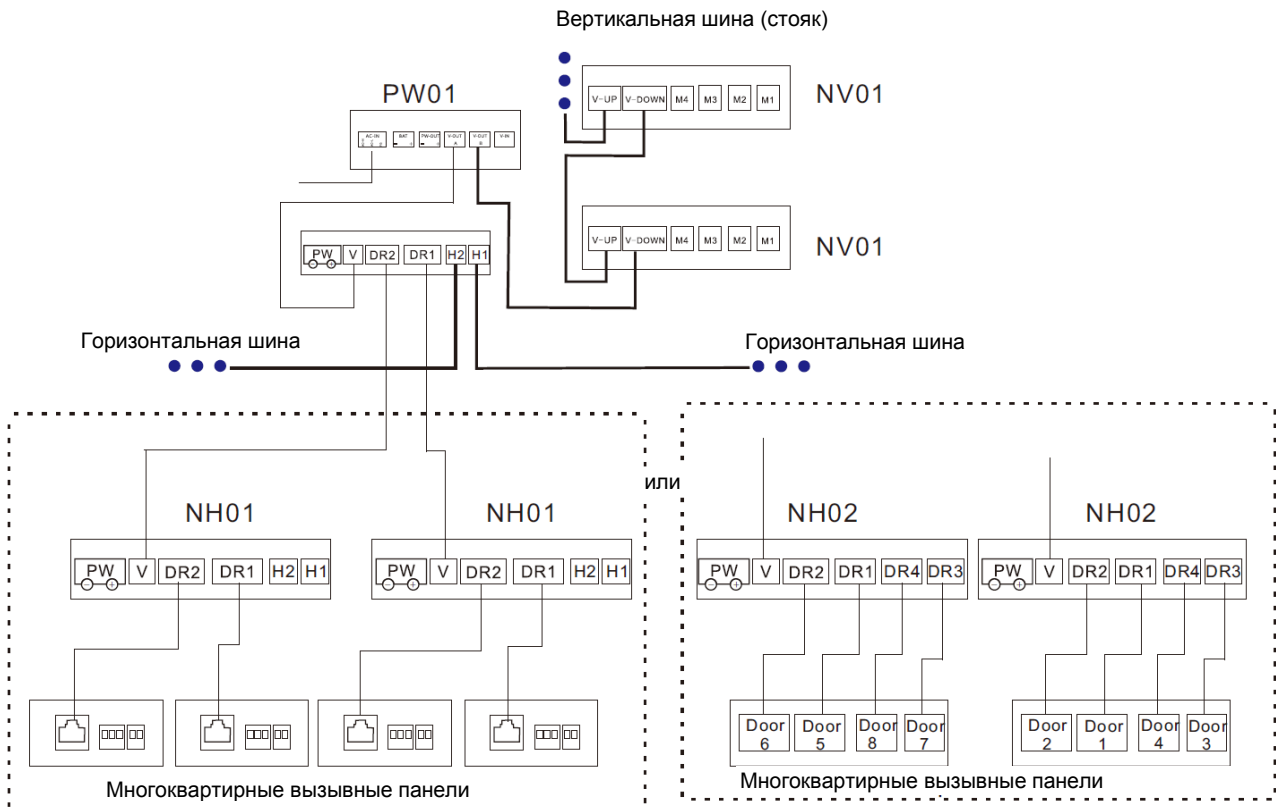 Вертикальная шина (стояк)
PW01
AC-IN BAT PW-OUT V-OUT A V-OUT B V-IN
V-UP V-DOWN M4 M3 M2 M1
NV01
V-UP V-DOWN M4 M3 M2 M1
NV01
PW V DR2 DR1 H2 H1
Горизонтальная шина
Горизонтальная шина
или
NH01
NH01
PW V DR2 DR1 H2 H1
PW V DR2 DR1 H2 H1
Многоквартирные вызывные панели
NH02
NH02
PW V DR2 DR1 DR4 DR3
PW V DR2 DR1 DR4 DR3
Door 6
Door 5
Door 8
Door 7
Door 2
Door 1
Door 4
Door 3
Многоквартирные вызывные панели